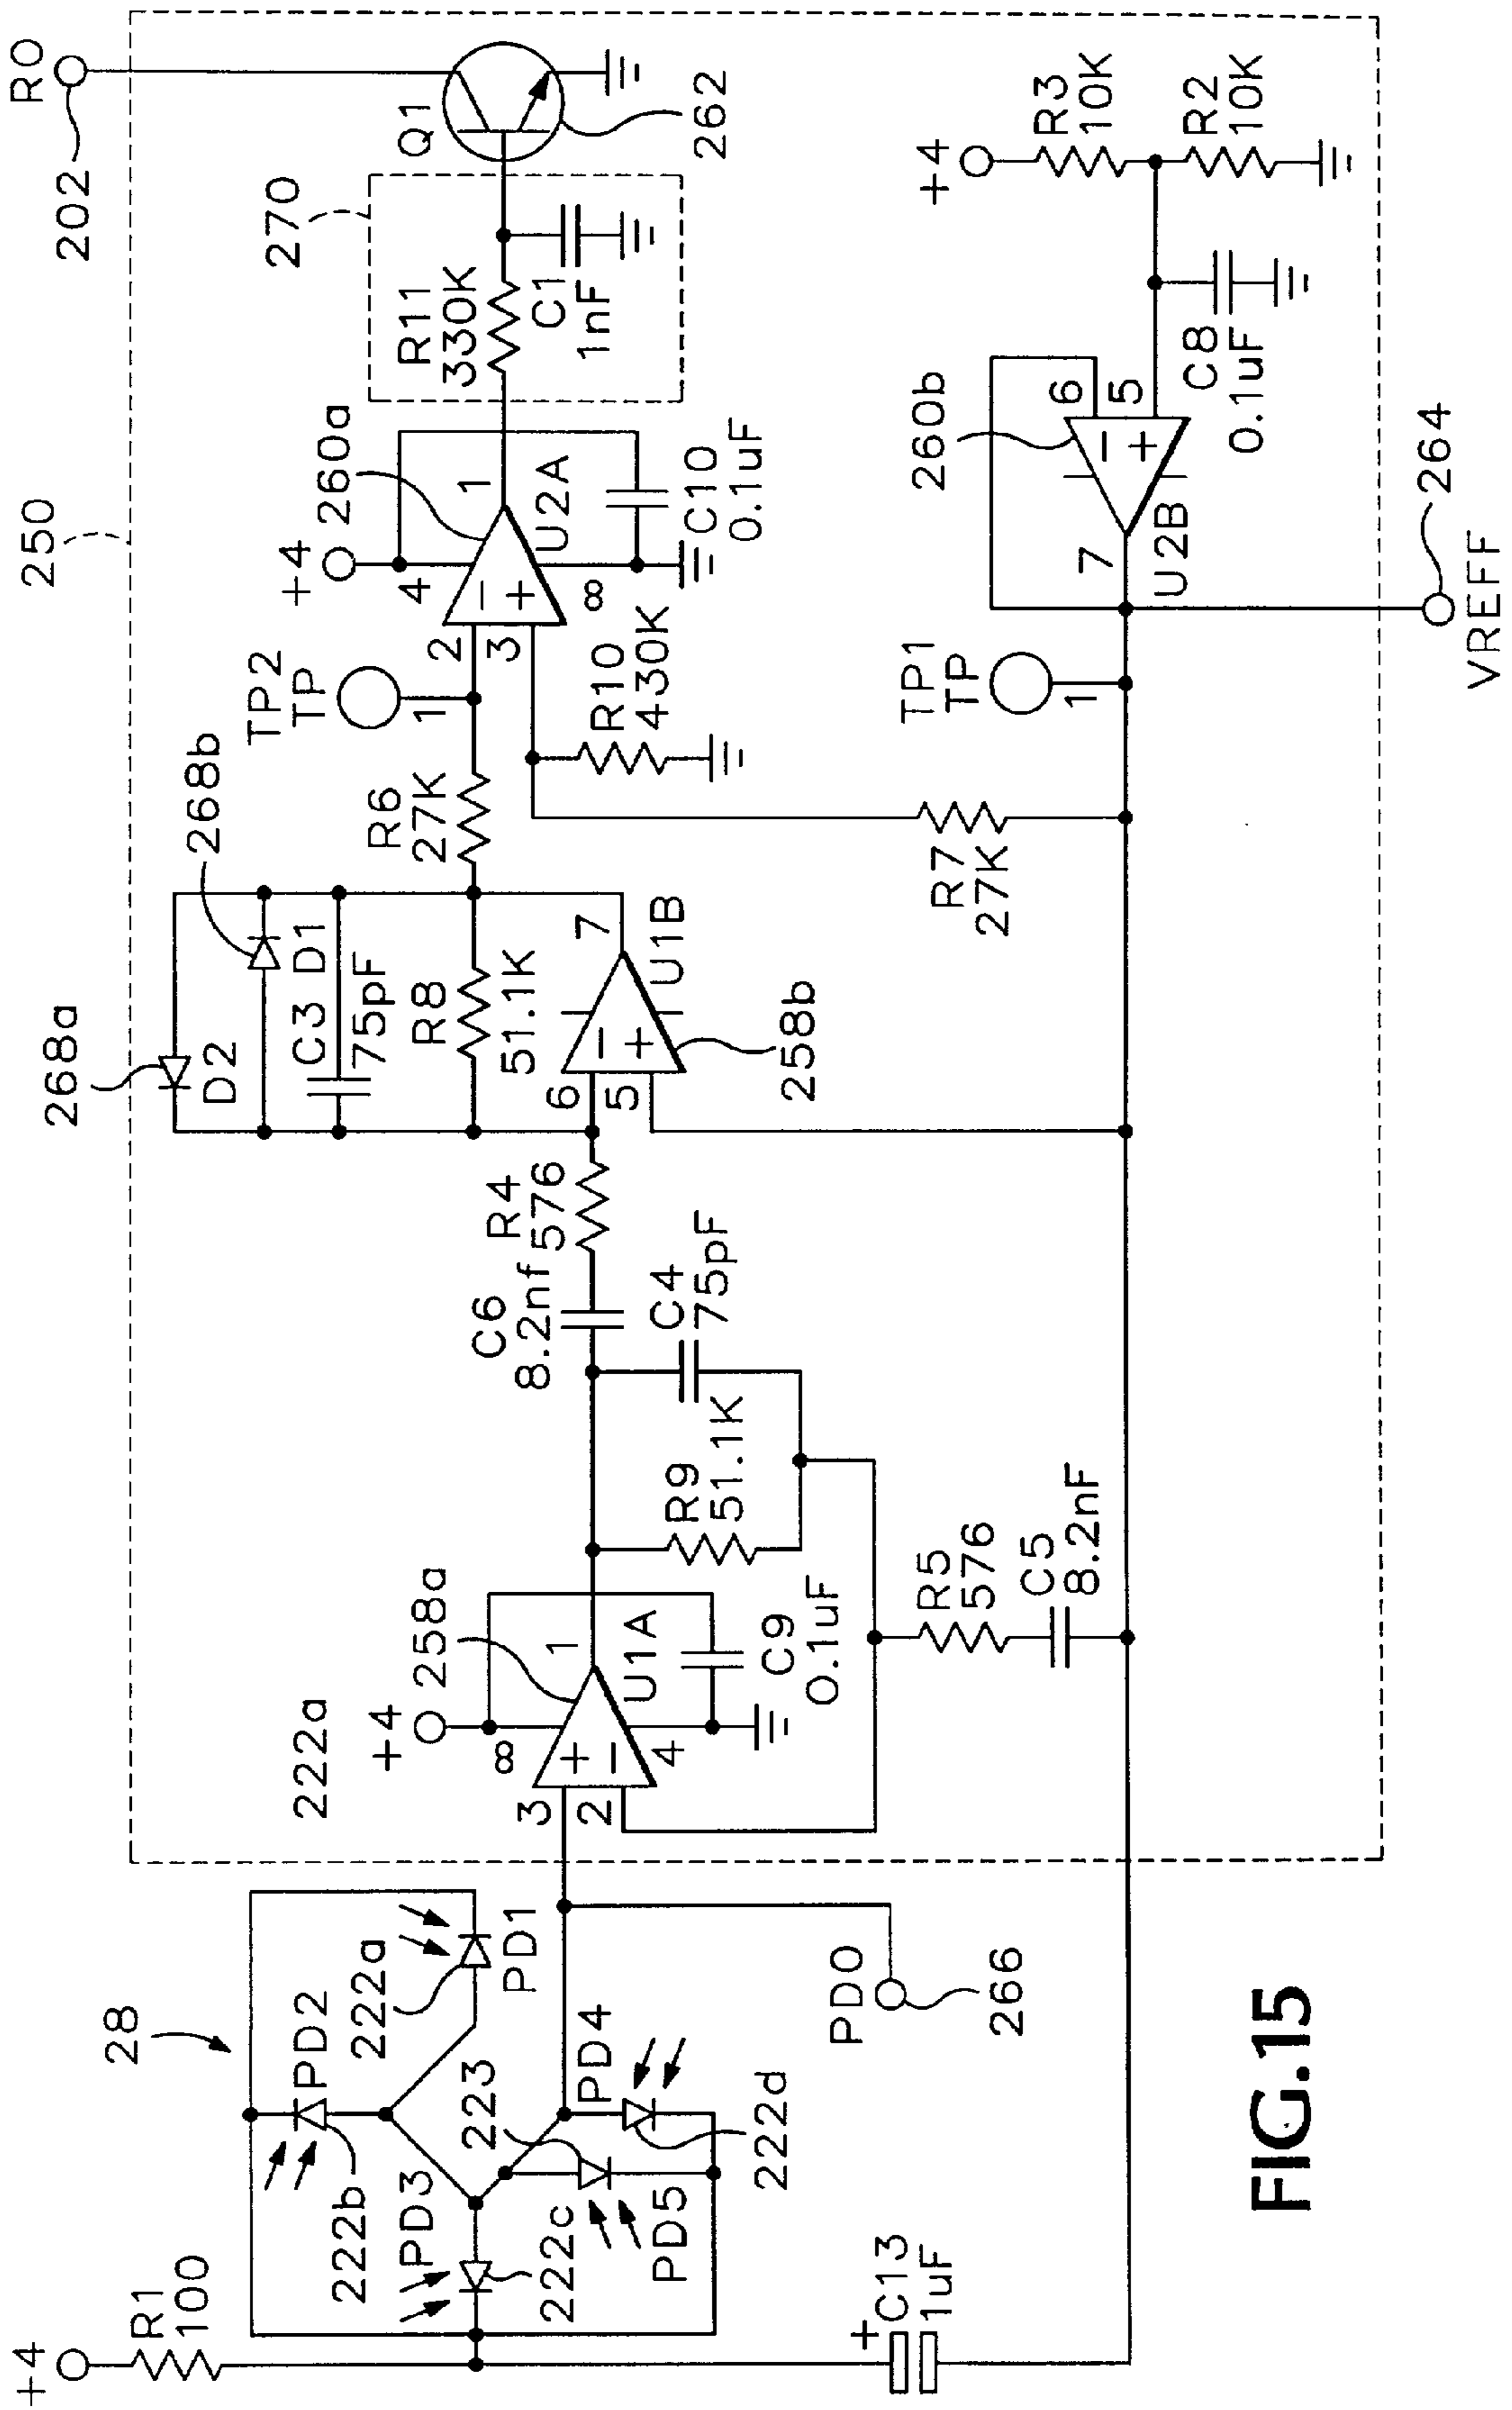 +4
R1
100
28
PD2
222b
222a
PD1
PD3
222c
223
PD4
PD5
222d
PD0
266
+
C13
1uF
250
222a
+4
258a
8
3
+
1
2
−
4
U1A
C9
0.1uF
R9
51.1K
C4
75pF
R5
576
C5
8.2nF
C6
8.2nf
R4
576
268a
D2
268b
D1
C3
75pF
R8
51.1K
6
−
7
5
+
U1B
258b
R6
27K
TP2
TP
1
+4
260a
4
2
−
1
3
+
8
U2A
C10
0.1uF
R10
430K
R7
27K
270
R11
330K
C1
1nF
Q1
262
RO
202
TP1
TP
1
260b
7
−
6
+
5
U2B
C8
0.1uF
+4
R3
10K
R2
10K
264
VREFF
FIG.15